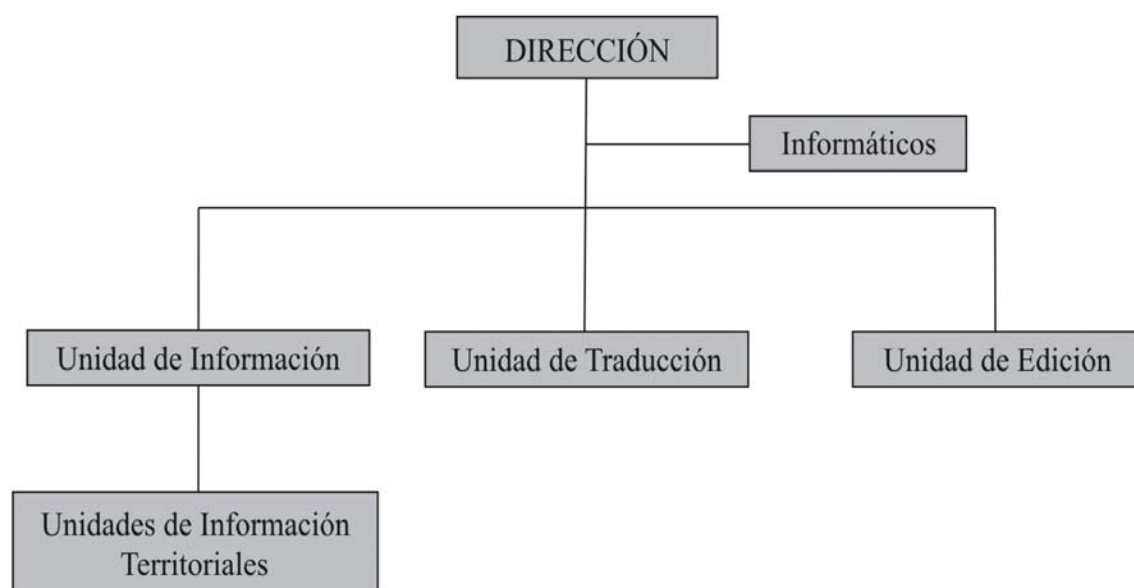 DIRECCIÓN
Informáticos
Unidad de Información
Unidad de Traducción
Unidad de Edición
Unidades de Información
Territoriales